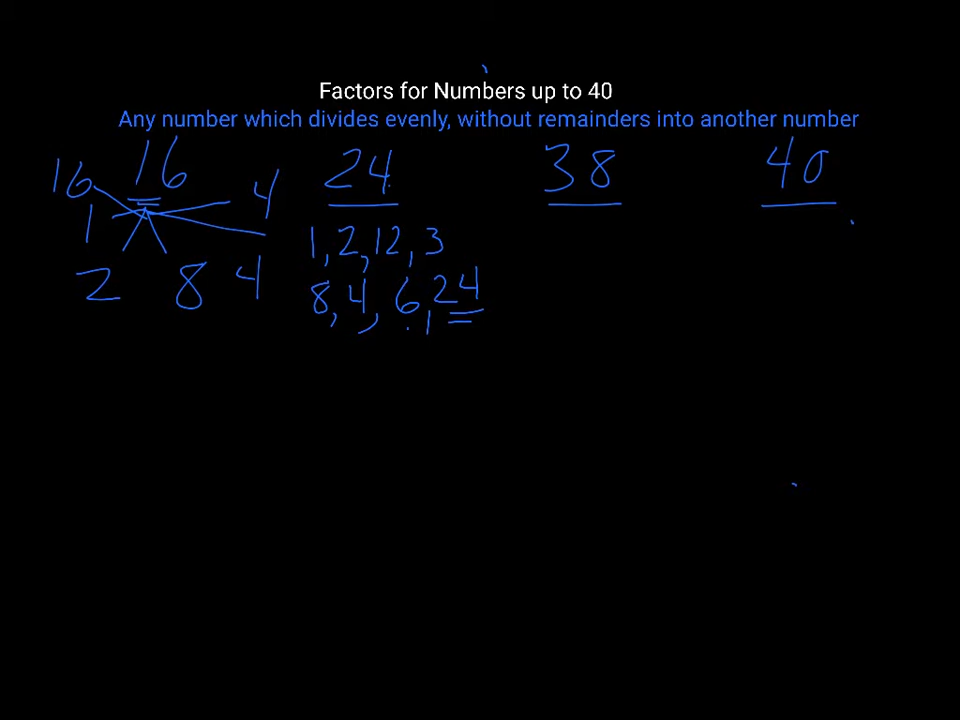 Factors for Numbers up to 40
Any number which divides evenly, without remainders into another number
16 24 38 40
16 4
1
1, 2, 12, 3
2 8 4
8, 4, 6, 24